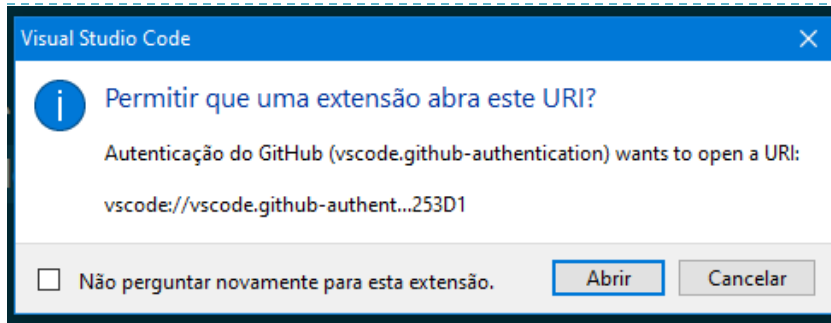 Visual Studio Code
Permitir que uma extensão abra este URI?
Autenticação do GitHub (vscode.github-authentication) wants to open a URI:
vscode://vscode.github-authent...253D1
Não perguntar novamente para esta extensão.
Abrir
Cancelar